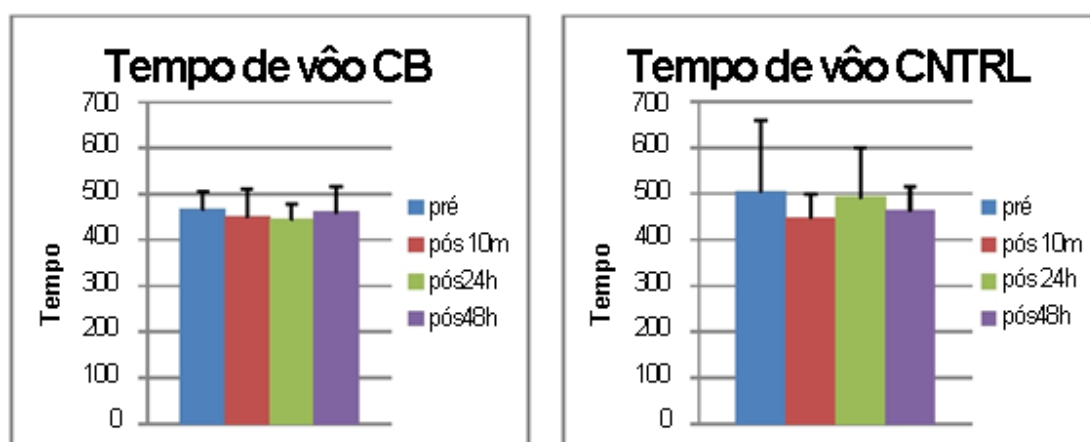 Tempo de vôo CB
700
600
500
400
300
200
100
0
Tempo
pré
pós 10m
pós24h
pós48h
Tempo de vôo CNTRL
700
600
500
400
300
200
100
0
Tempo
pré
pós 10m
pós 24h
pós48h